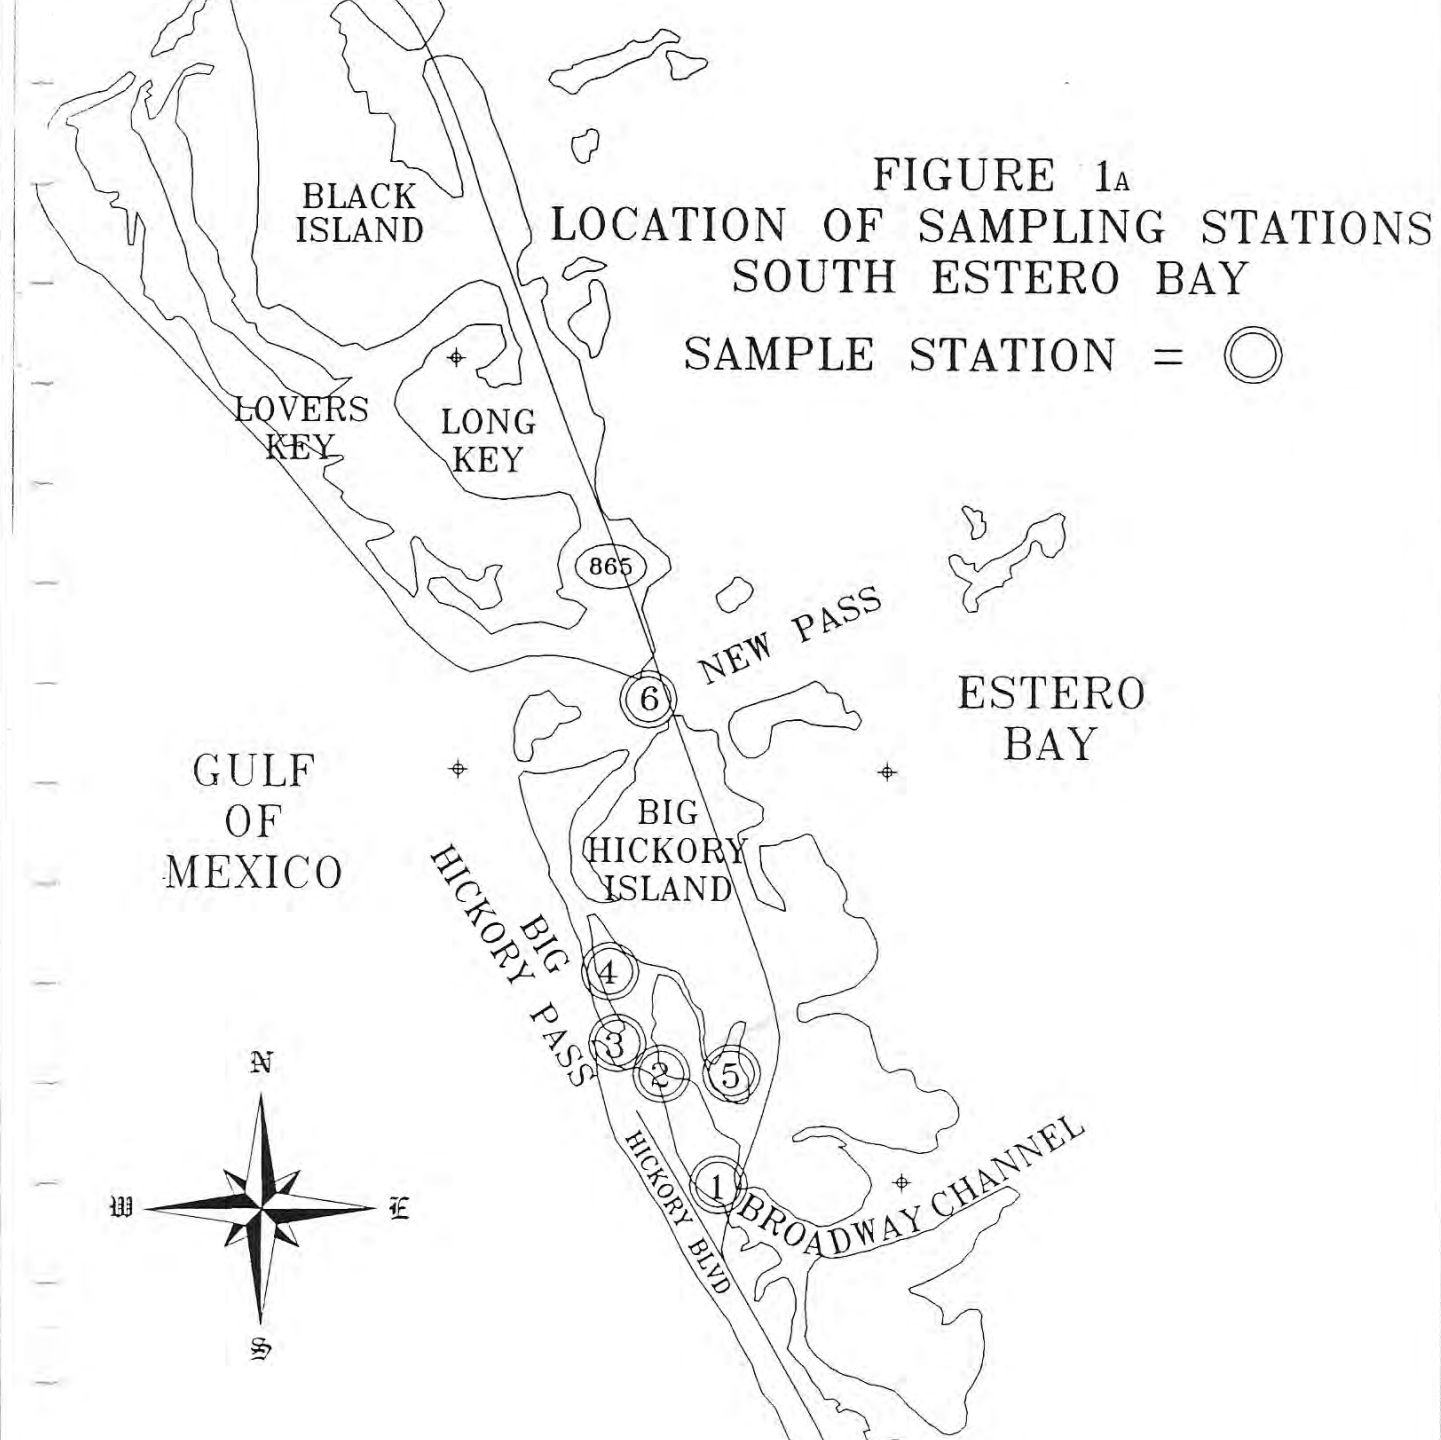 FIGURE 1A
LOCATION OF SAMPLING STATIONS
SOUTH ESTERO BAY
SAMPLE STATION =
BLACK
ISLAND
LOVERS
KEY
LONG
KEY
865
NEW PASS
6
ESTERO
BAY
GULF
OF
MEXICO
BIG
HICKORY
ISLAND
BIG
HICKORY PASS
4
3
2
5
1
HICKORY BLVD
BROADWAY CHANNEL
N
W
E
S